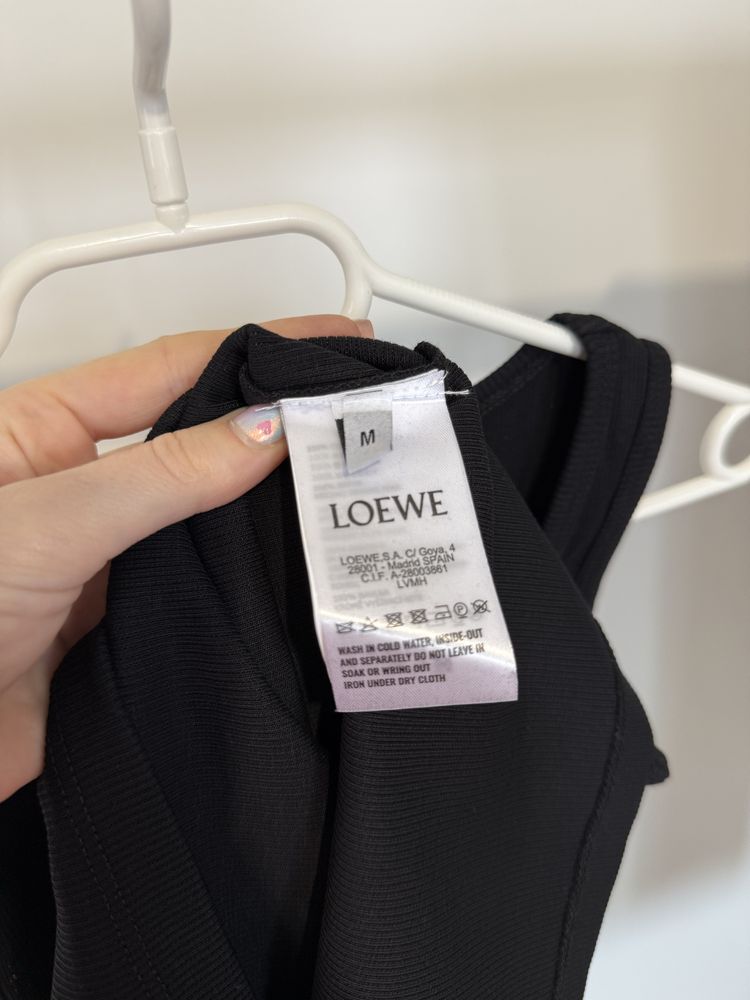 M
LOEWE
LOEWE,S.A. C/ Goya, 4
28001 - Madrid SPAIN
C.I.F. A-28003861
LVMH
WASH IN COLD WATER, INSIDE-OUT
AND SEPARATELY DO NOT LEAVE IN
SOAK OR WRING OUT
IRON UNDER DRY CLOTH